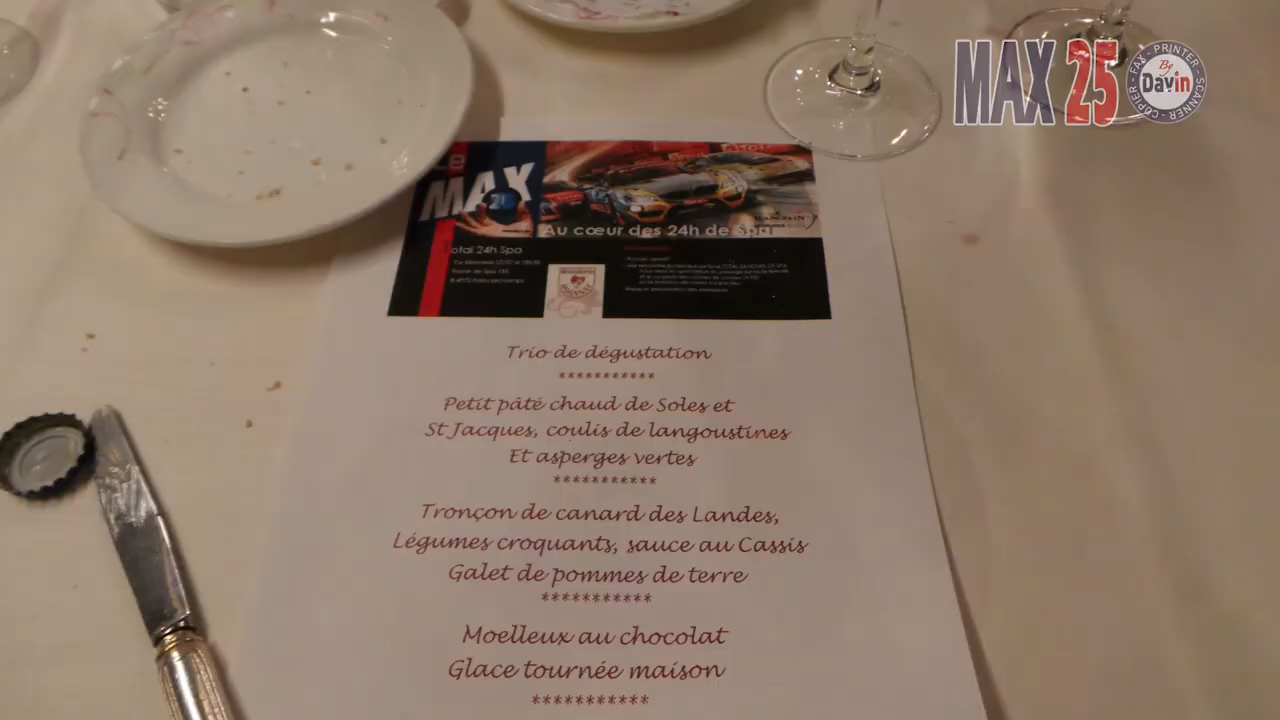 MAX 25
FAX - PRINTER - SCANNER - COPIER -
By
Davin
MAX
Au cœur des 24h de Spa
otal 24h Spa
Trio de dégustation
***********
Petit pâté chaud de Soles et
St Jacques, coulis de langoustines
Et asperges vertes
***********
Tronçon de canard des Landes,
Légumes croquants, sauce au Cassis
Galet de pommes de terre
***********
Moelleux au chocolat
Glace tournée maison
***********